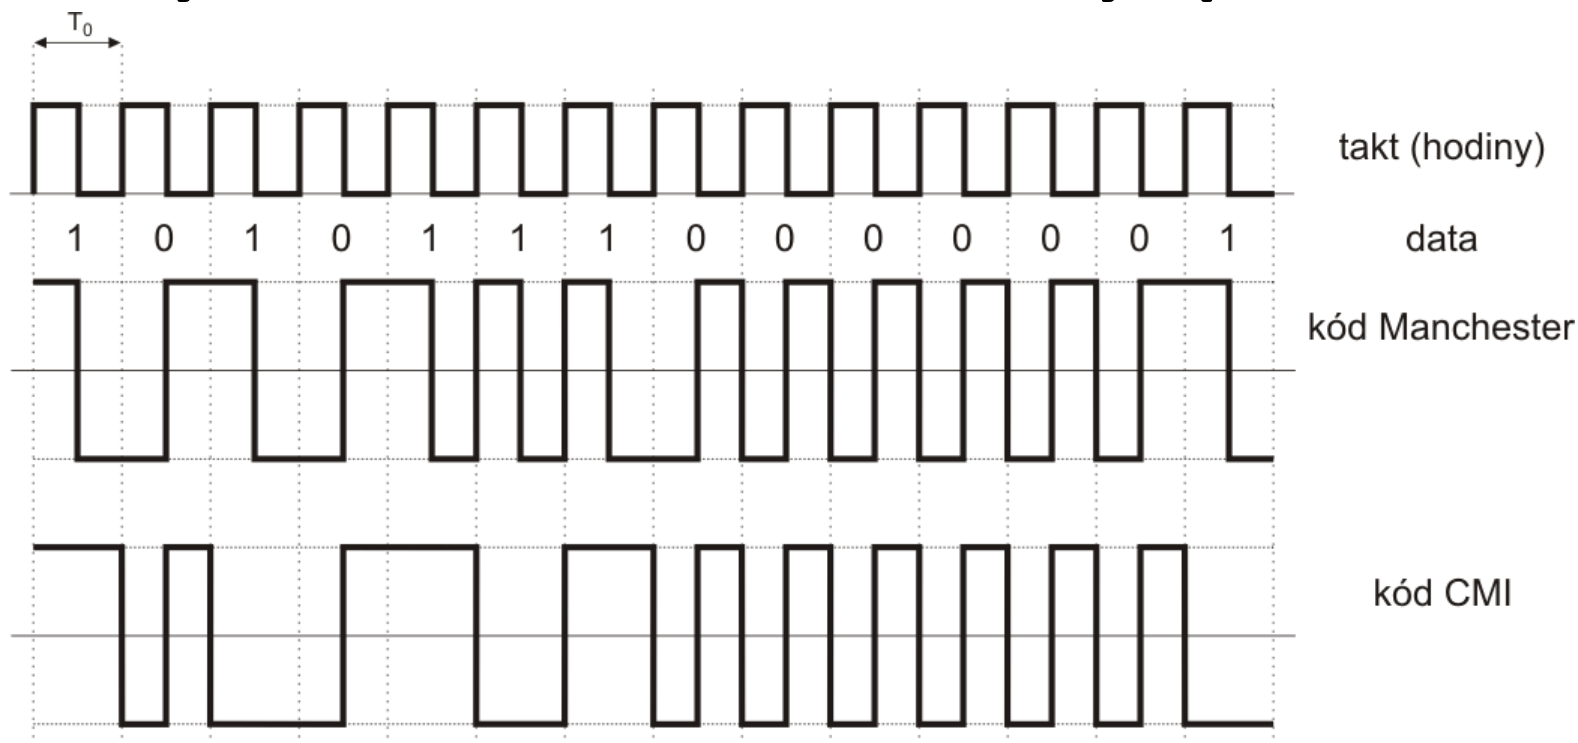 T0
takt (hodiny)
1 0 1 0 1 1 1 0 0 0 0 0 0 1 data
kód Manchester
kód CMI